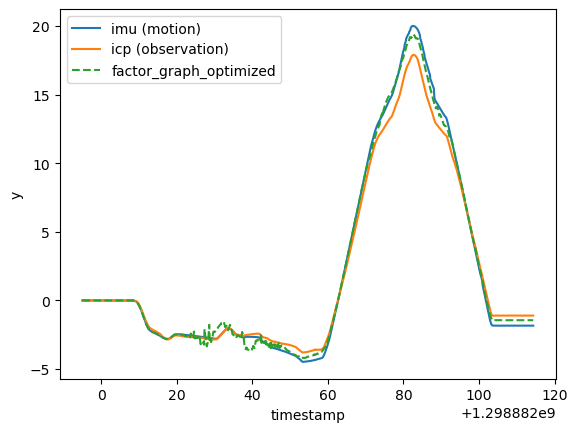 imu (motion)
icp (observation)
factor_graph_optimized
y
20
15
10
5
0
−5
0
20
40
60
80
100
120
timestamp
+1.298882e9